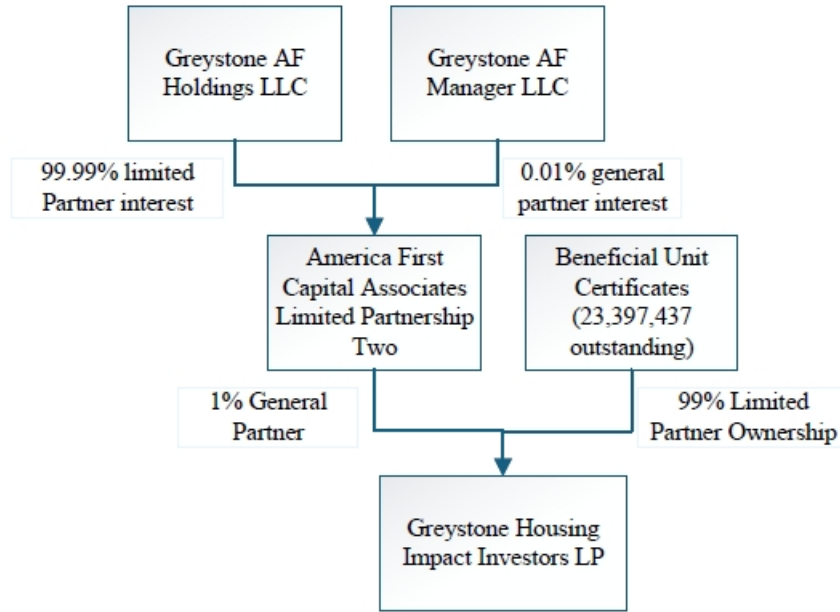 Greystone AF
Holdings LLC
Greystone AF
Manager LLC
99.99% limited
Partner interest
0.01% general
partner interest
America First
Capital Associates
Limited Partnership
Two
Beneficial Unit
Certificates
(23,397,437
outstanding)
1% General
Partner
99% Limited
Partner Ownership
Greystone Housing
Impact Investors LP